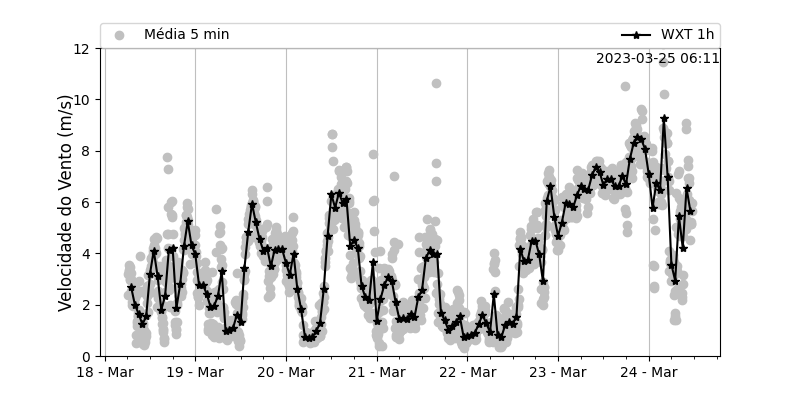 Média 5 min
WXT 1h
2023-03-25 06:11
Velocidade do Vento (m/s)
12
10
8
6
4
2
0
18 - Mar
19 - Mar
20 - Mar
21 - Mar
22 - Mar
23 - Mar
24 - Mar